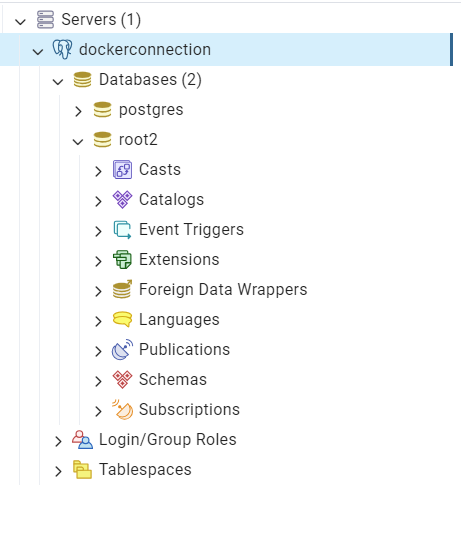 Servers (1)
dockerconnection
Databases (2)
postgres
root2
Casts
Catalogs
Event Triggers
Extensions
Foreign Data Wrappers
Languages
Publications
Schemas
Subscriptions
Login/Group Roles
Tablespaces